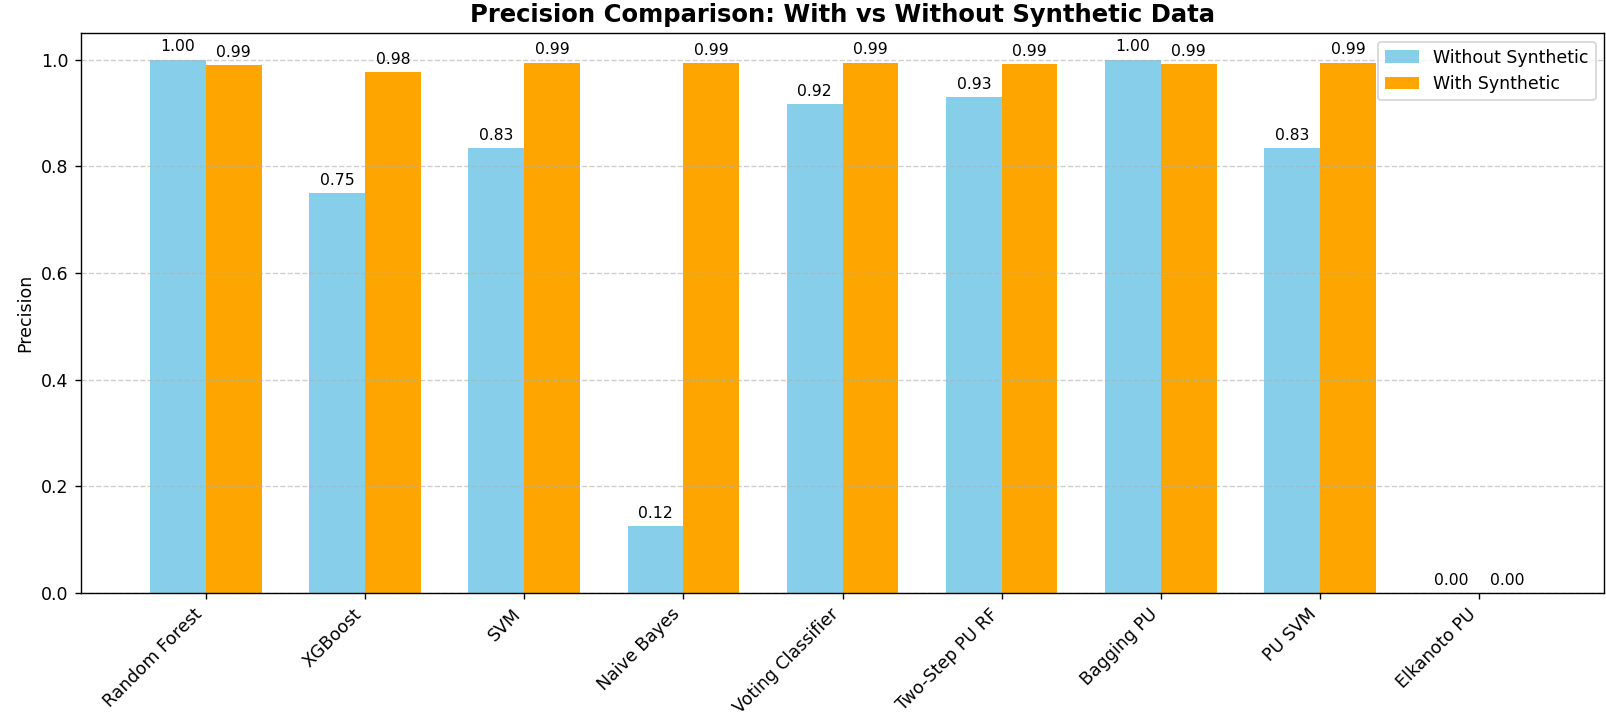 Precision Comparison: With vs Without Synthetic Data
Without Synthetic
With Synthetic
Precision
1.0
0.8
0.6
0.4
0.2
0.0
1.00 0.99
0.75 0.98
0.83 0.99
0.12 0.99
0.92 0.99
0.93 0.99
1.00 0.99
0.83 0.99
0.00 0.00
Random Forest
XGBoost
SVM
Naive Bayes
Voting Classifier
Two-Step PU RF
Bagging PU
PU SVM
Elkanoto PU